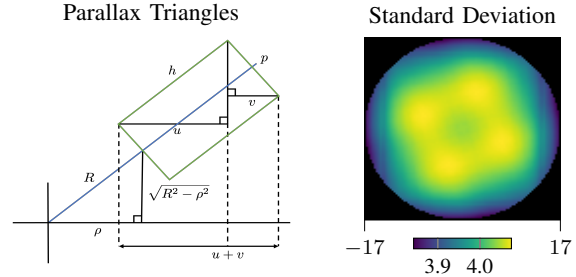 Parallax Triangles
h
p
v
u
R
√R² − ρ²
ρ
u + v
Standard Deviation
−17
17
3.9 4.0